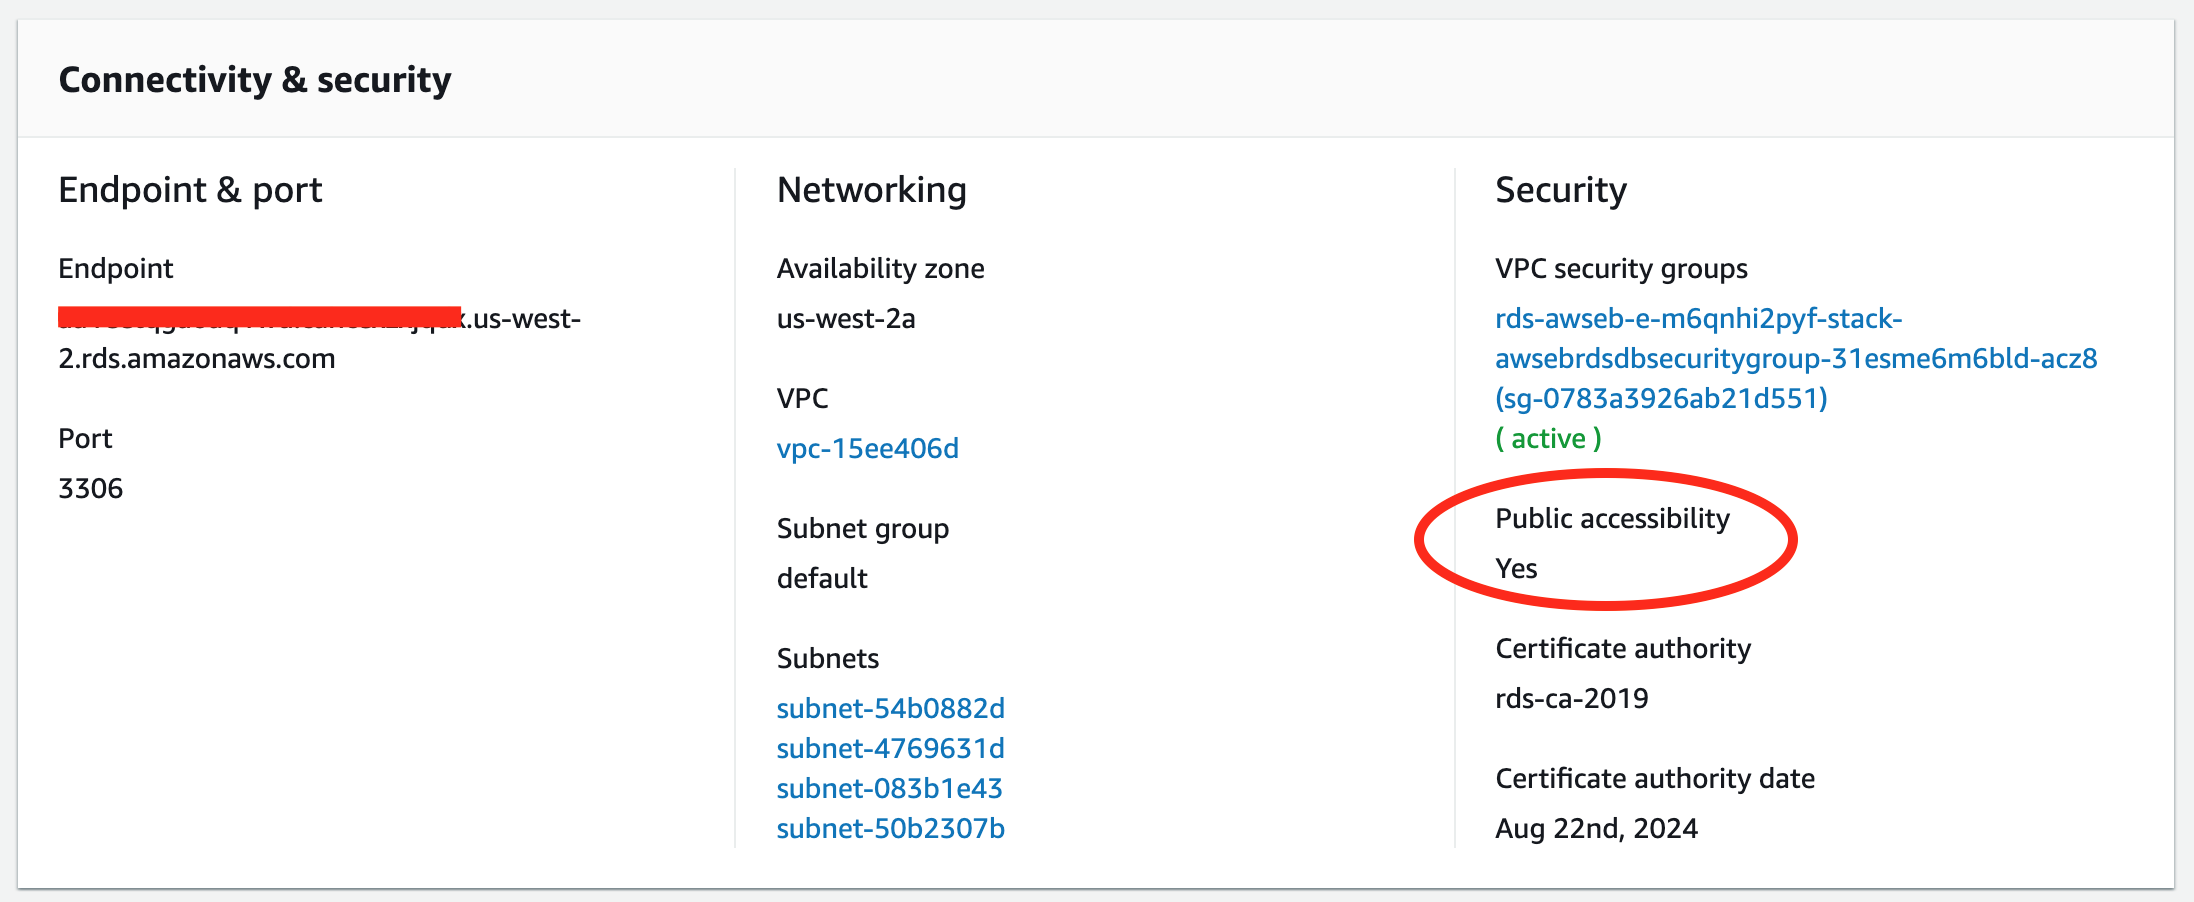 Connectivity & security
Endpoint & port
Endpoint
.us-west-
2.rds.amazonaws.com
Port
3306
Networking
Availability zone
us-west-2a
VPC
vpc-15ee406d
Subnet group
default
Subnets
subnet-54b0882d
subnet-4769631d
subnet-083b1e43
subnet-50b2307b
Security
VPC security groups
rds-awseb-e-m6qnhi2pyf-stack-
awsebrdsdbsecuritygroup-31esme6m6bld-acz8
(sg-0783a3926ab21d551)
( active )
Public accessibility
Yes
Certificate authority
rds-ca-2019
Certificate authority date
Aug 22nd, 2024